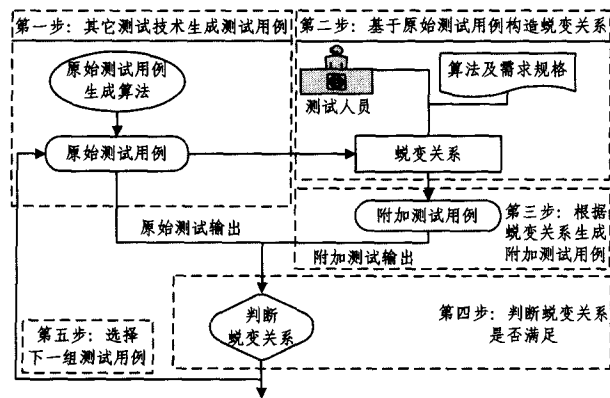 第一步：其它测试技术生成测试用例
原始测试用例
生成算法
原始测试用例
第二步：基于原始测试用例构造蜕变关系
测试人员
算法及需求规格
蜕变关系
附加测试用例
第三步：根据
蜕变关系生成
附加测试用例
原始测试输出
附加测试输出
判断
蜕变关系
第四步：判断蜕变关系
是否满足
第五步：选择
下一组测试用例